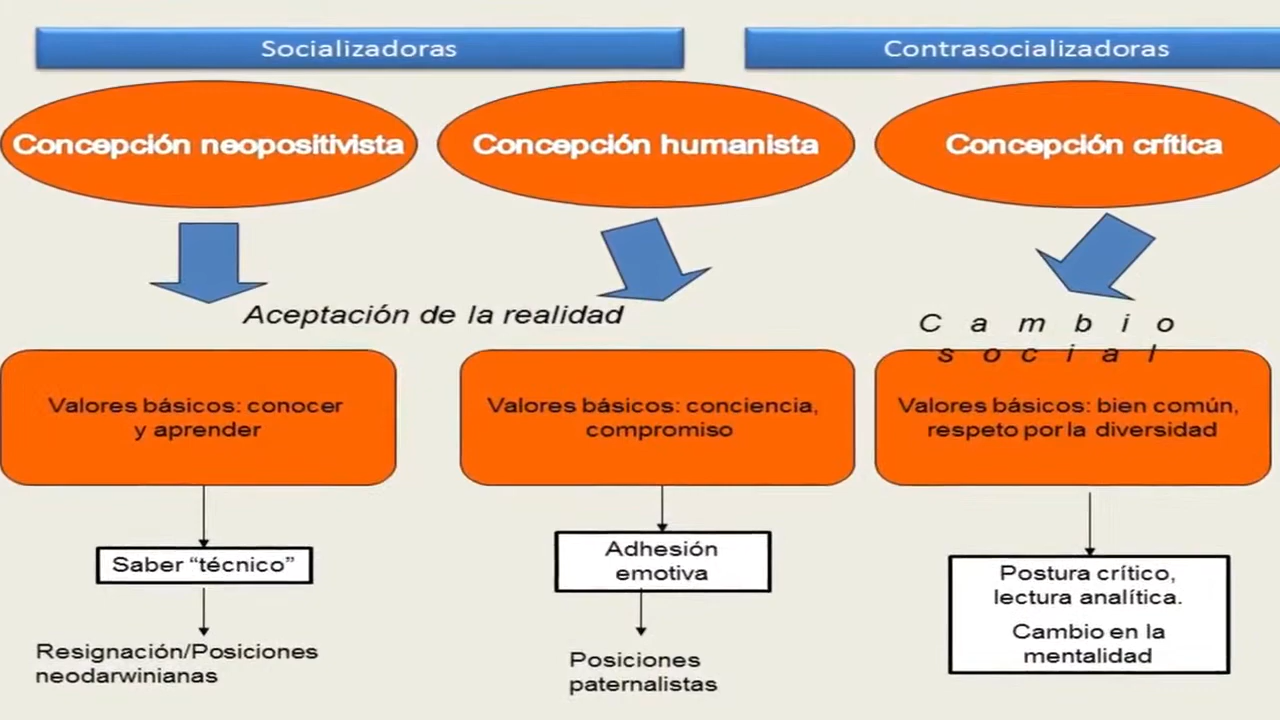 Socializadoras
Contrasocializadoras
Concepción neopositivista
Concepción humanista
Concepción crítica
Aceptación de la realidad
Cambio
social
Valores básicos: conocer
y aprender
Valores básicos: conciencia,
compromiso
Valores básicos: bien común,
respeto por la diversidad
Saber “técnico”
Adhesión
emotiva
Postura crítico,
lectura analítica.
Cambio en la
mentalidad
Resignación/Posiciones
neodarwinianas
Posiciones
paternalistas